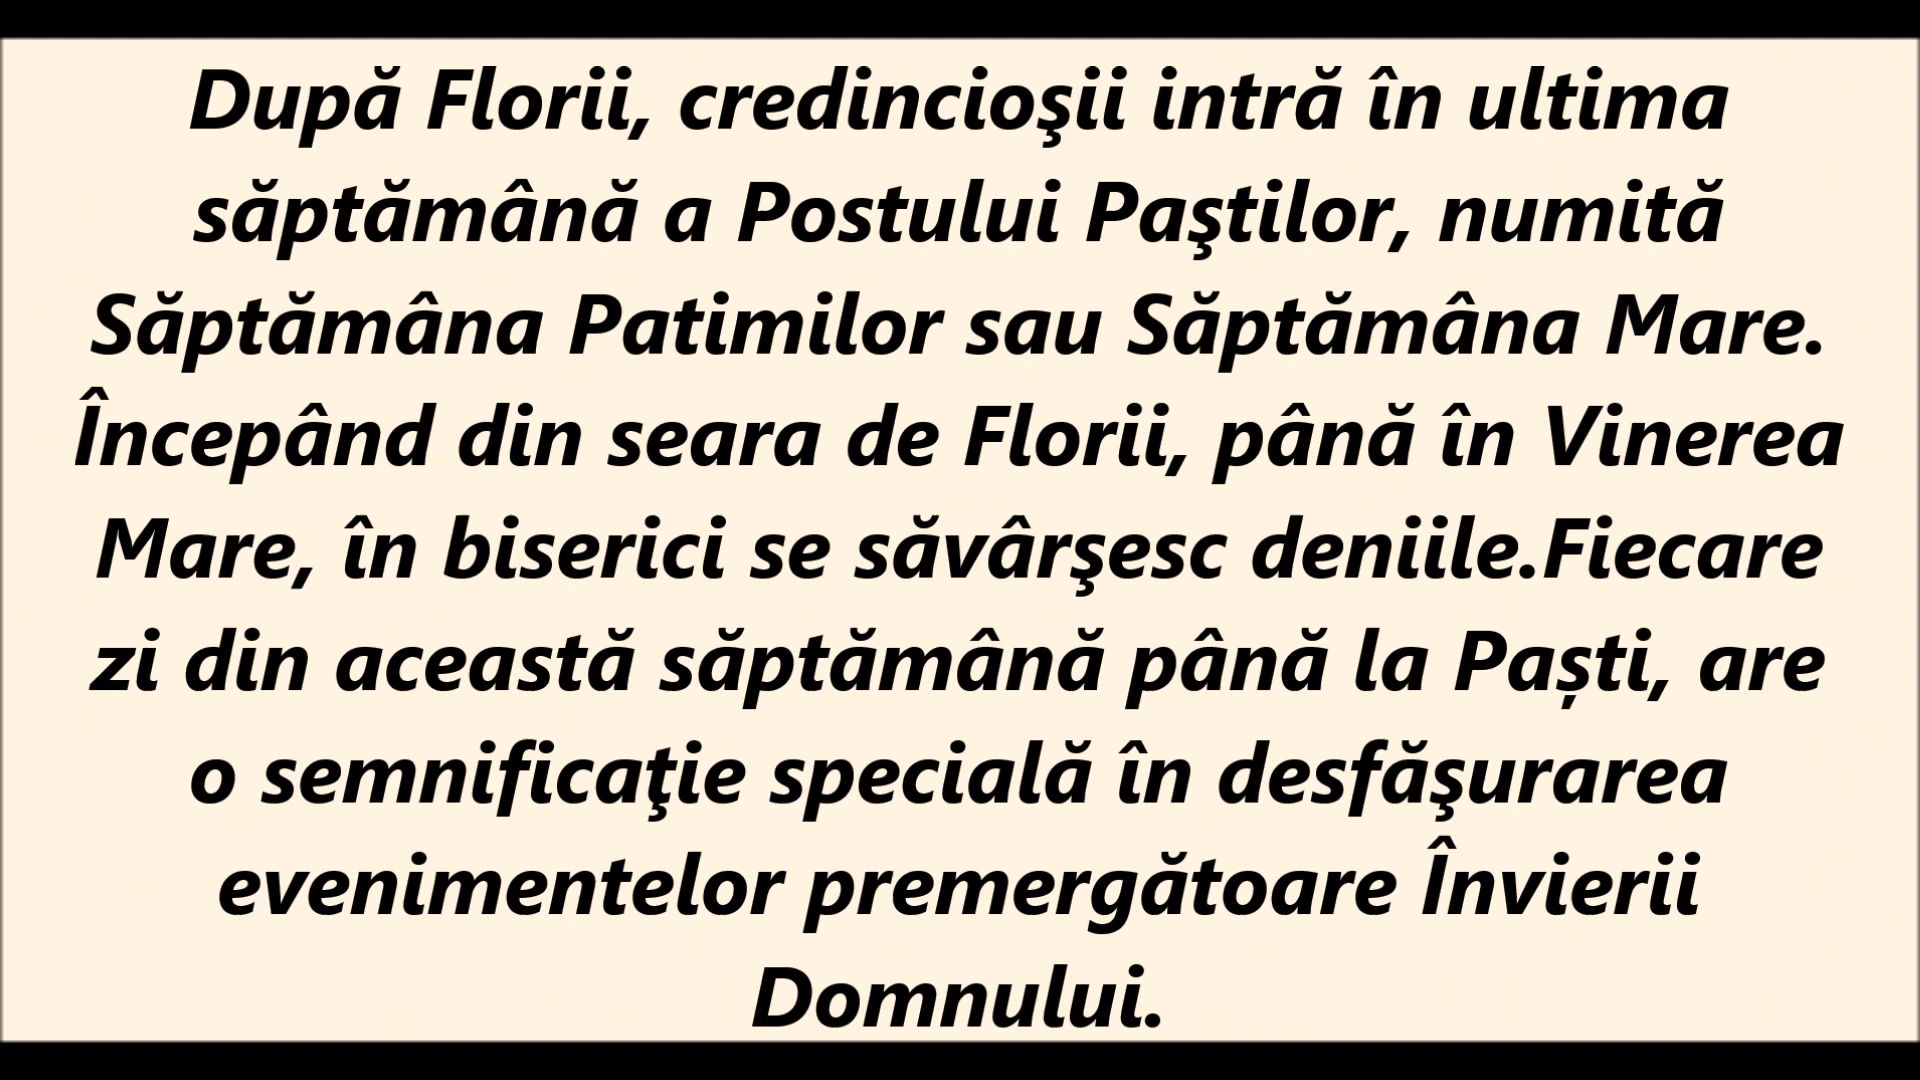 După Florii, credincioşii intră în ultima
săptămână a Postului Paştilor, numită
Săptămâna Patimilor sau Săptămâna Mare.
Începând din seara de Florii, până în Vinerea
Mare, în biserici se săvârşesc deniile.Fiecare
zi din această săptămână până la Paști, are
o semnificaţie specială în desfăşurarea
evenimentelor premergătoare Învierii
Domnului.